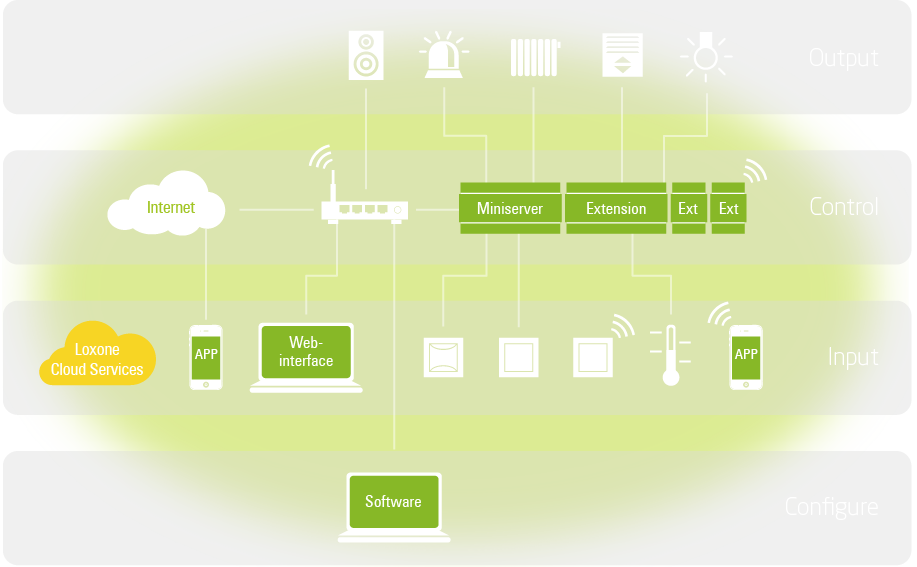 Output
Internet
Miniserver
Extension
Ext
Ext
Control
Loxone
Cloud Services
APP
Web-
interface
APP
Input
Software
Configure